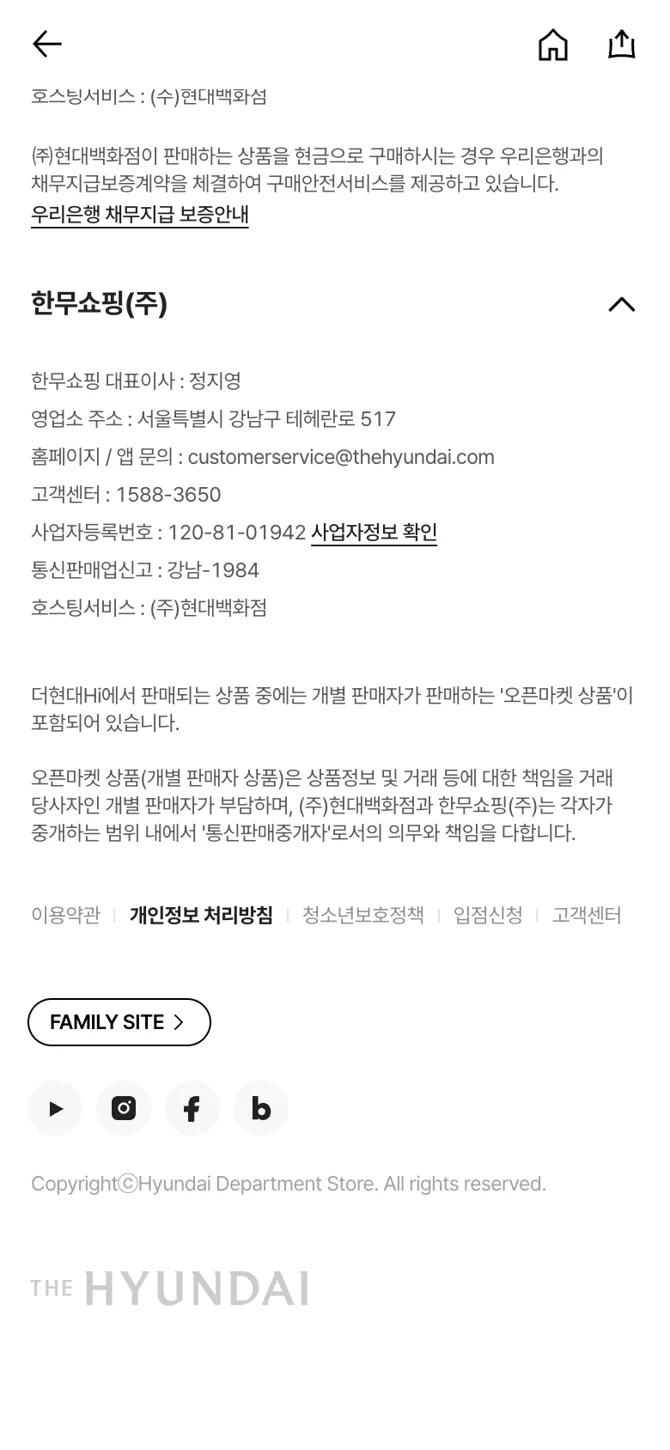 호스팅서비스 : (주)현대백화점
㈜현대백화점이 판매하는 상품을 현금으로 구매하시는 경우 우리은행과의
채무지급보증계약을 체결하여 구매안전서비스를 제공하고 있습니다.
우리은행 채무지급 보증안내
한무쇼핑(주)
한무쇼핑 대표이사 : 정지영
영업소 주소 : 서울특별시 강남구 테헤란로 517
홈페이지 / 앱 문의 : customerservice@thehyundai.com
고객센터 : 1588-3650
사업자등록번호 : 120-81-01942 사업자정보 확인
통신판매업신고 : 강남-1984
호스팅서비스 : (주)현대백화점
더현대Hi에서 판매되는 상품 중에는 개별 판매자가 판매하는 '오픈마켓 상품'이
포함되어 있습니다.
오픈마켓 상품(개별 판매자 상품)은 상품정보 및 거래 등에 대한 책임을 거래
당사자인 개별 판매자가 부담하며, (주)현대백화점과 한무쇼핑(주)는 각자가
중개하는 범위 내에서 '통신판매중개자'로서의 의무와 책임을 다합니다.
이용약관 | 개인정보 처리방침 | 청소년보호정책 | 입점신청 | 고객센터
FAMILY SITE >
CopyrightⓒHyundai Department Store. All rights reserved.
THE HYUNDAI